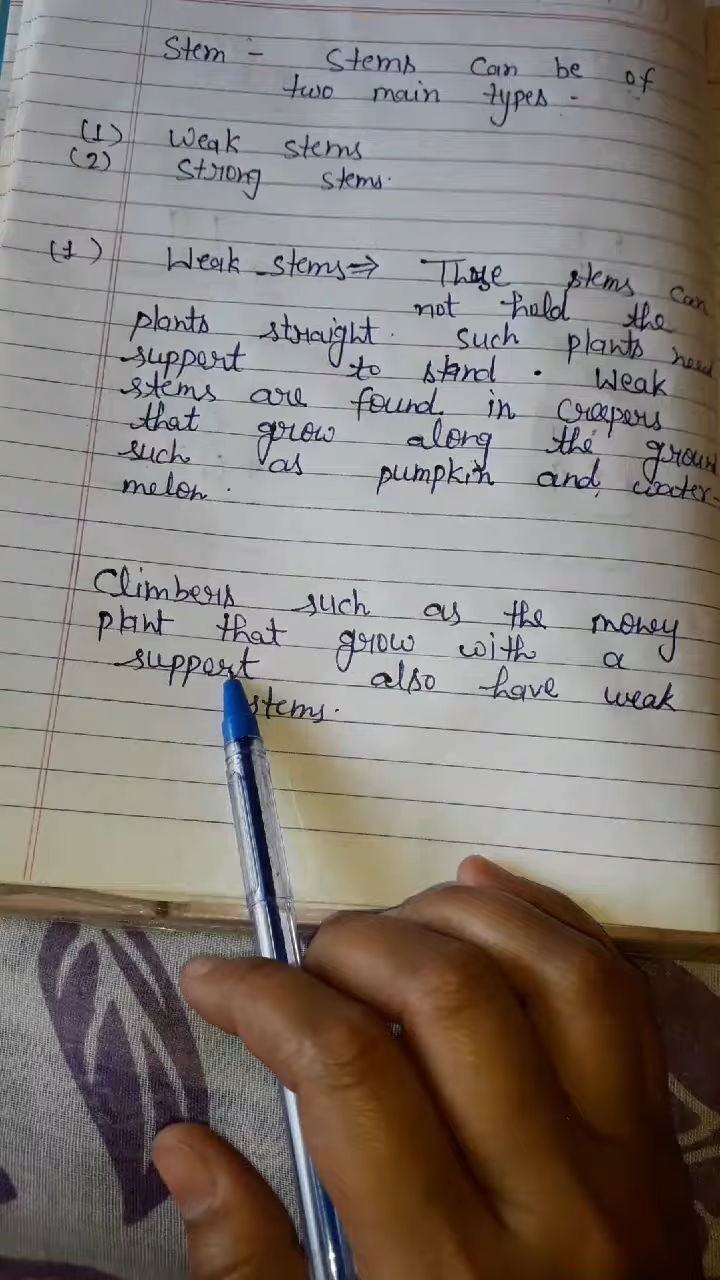 Stem :- Stems can be of
two main types -
(1) Weak stems
(2) Strong stems.
(1) Weak stems ⇒ These stems can
not hold the
plants straight. Such plants need
support to stand. Weak
stems are found in creepers
that grow along the ground
such as pumpkin and water-
melon.
Climbers such as the money
plant that grow with a
support also have weak
stems.